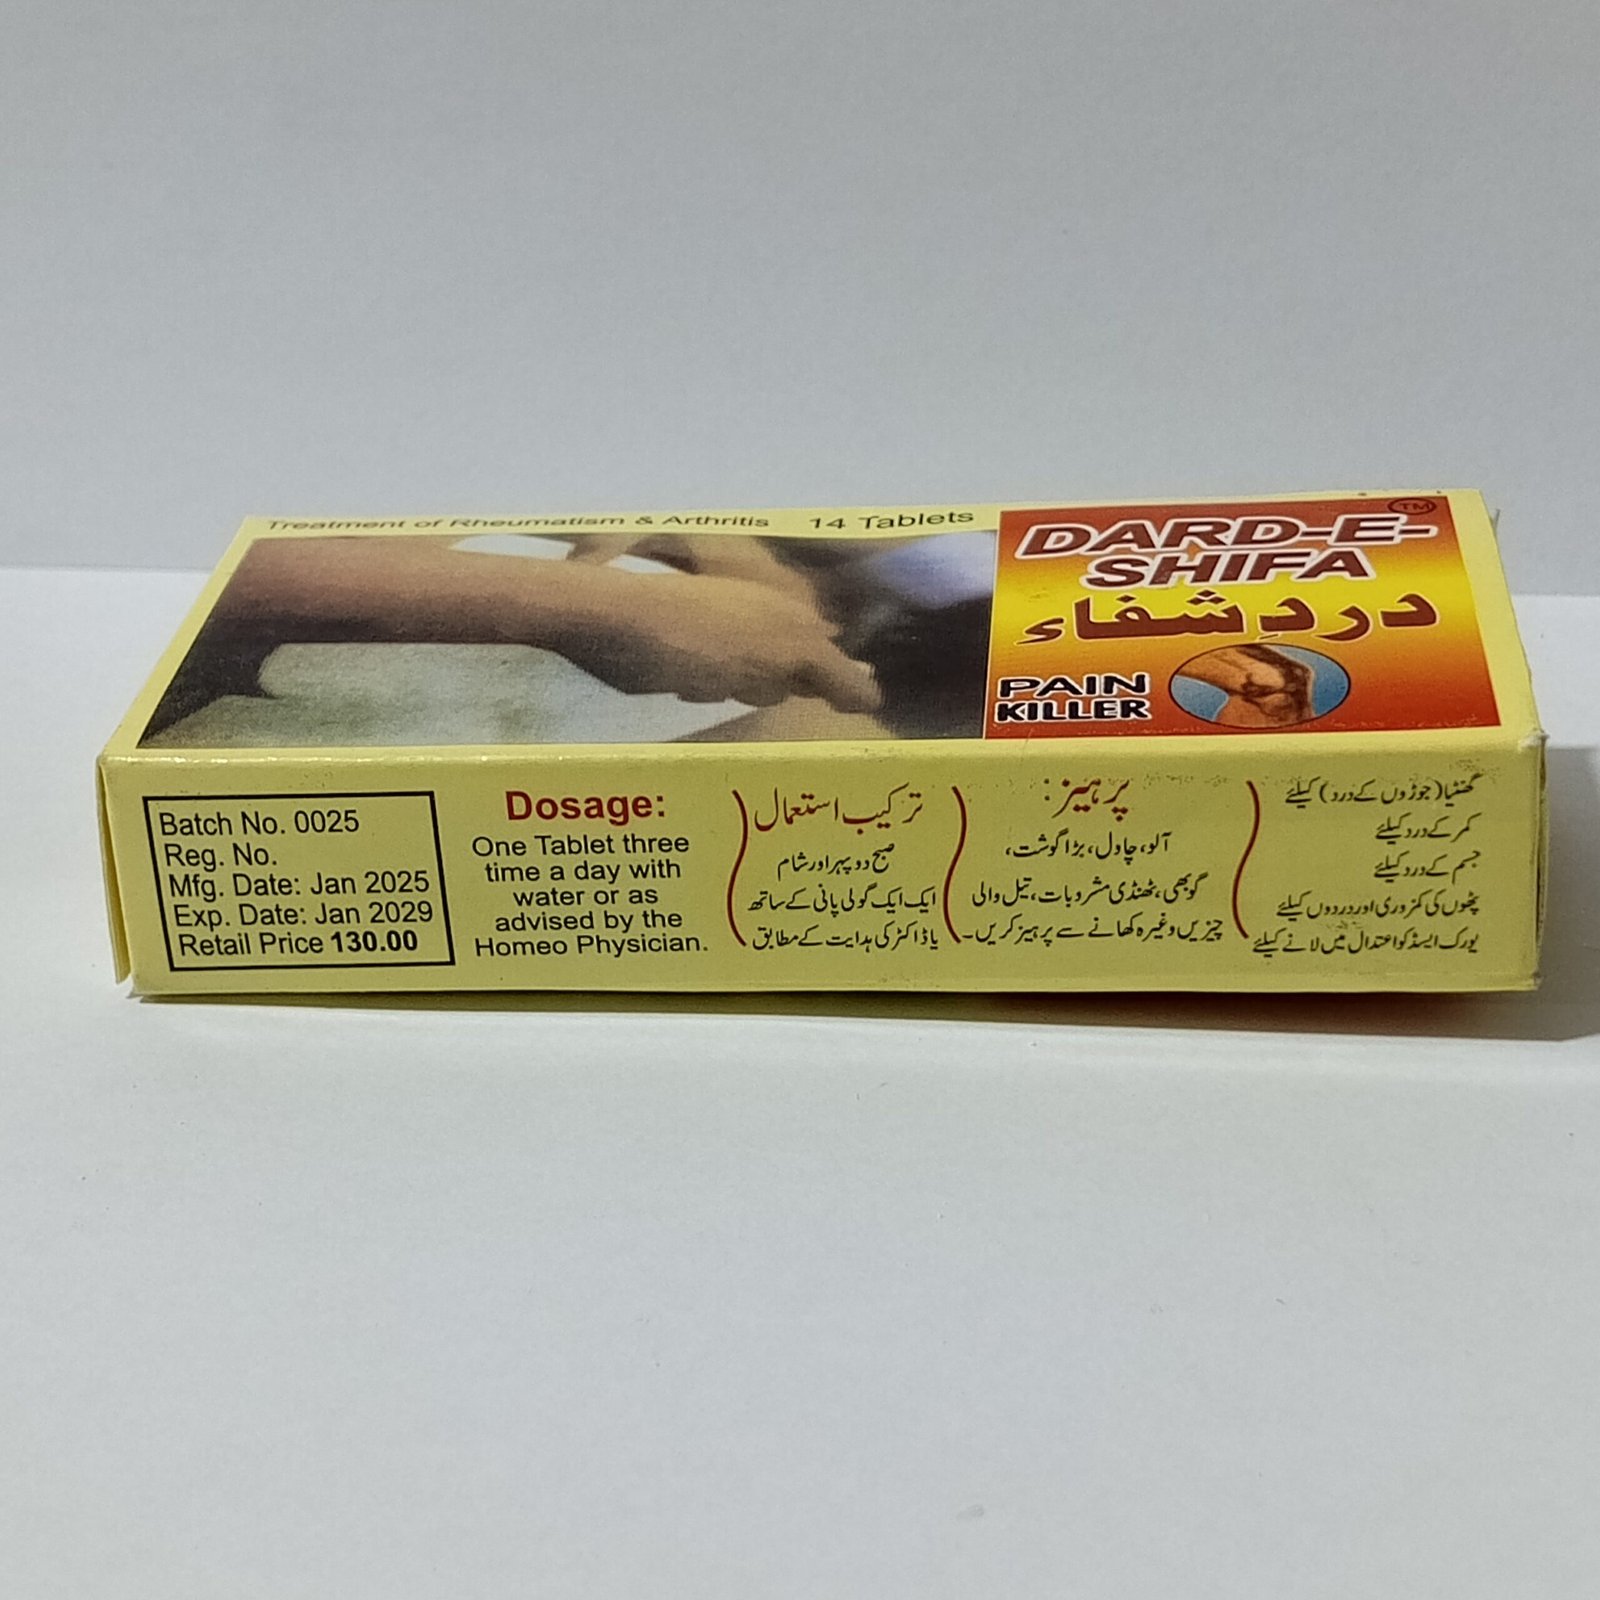 Treatment of Rheumatism & Arthritis 14 Tablets
DARD-E-
SHIFA
TM
دردِ شفاء
PAIN
KILLER
Batch No. 0025
Reg. No.
Mfg. Date: Jan 2025
Exp. Date: Jan 2029
Retail Price 130.00
Dosage:
One Tablet three
time a day with
water or as
advised by the
Homeo Physician.
ترکیب استعمال
صبح دوپہر اور شام
ایک ایک گولی پانی کے ساتھ
یا ڈاکٹر کی ہدایت کے مطابق
پرہیز:
آلو، چاول، بڑا گوشت،
گوبھی، ٹھنڈی مشروبات، تیل والی
چیزیں وغیرہ کھانے سے پرہیز کریں۔
گنٹھیا (جوڑوں کے درد) کیلئے
کمر کے درد کیلئے
جسم کے درد کیلئے
پٹھوں کی کمزوری اور دردوں کیلئے
یورک ایسڈ کو اعتدال میں لانے کیلئے